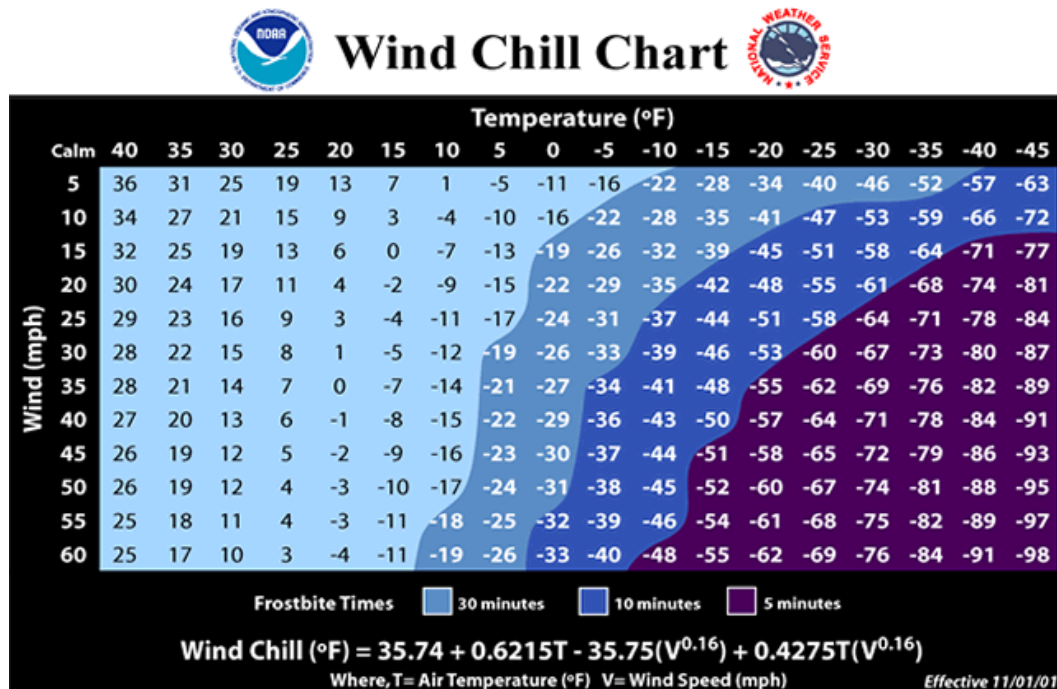 NOAA
Wind Chill Chart
NATIONAL WEATHER SERVICE
Temperature (ºF)
Calm 40 35 30 25 20 15 10 5 0 -5 -10 -15 -20 -25 -30 -35 -40 -45
5 36 31 25 19 13 7 1 -5 -11 -16 -22 -28 -34 -40 -46 -52 -57 -63
10 34 27 21 15 9 3 -4 -10 -16 -22 -28 -35 -41 -47 -53 -59 -66 -72
15 32 25 19 13 6 0 -7 -13 -19 -26 -32 -39 -45 -51 -58 -64 -71 -77
20 30 24 17 11 4 -2 -9 -15 -22 -29 -35 -42 -48 -55 -61 -68 -74 -81
Wind (mph)
25 29 23 16 9 3 -4 -11 -17 -24 -31 -37 -44 -51 -58 -64 -71 -78 -84
30 28 22 15 8 1 -5 -12 -19 -26 -33 -39 -46 -53 -60 -67 -73 -80 -87
35 28 21 14 7 0 -7 -14 -21 -27 -34 -41 -48 -55 -62 -69 -76 -82 -89
40 27 20 13 6 -1 -8 -15 -22 -29 -36 -43 -50 -57 -64 -71 -78 -84 -91
45 26 19 12 5 -2 -9 -16 -23 -30 -37 -44 -51 -58 -65 -72 -79 -86 -93
50 26 19 12 4 -3 -10 -17 -24 -31 -38 -45 -52 -60 -67 -74 -81 -88 -95
55 25 18 11 4 -3 -11 -18 -25 -32 -39 -46 -54 -61 -68 -75 -82 -89 -97
60 25 17 10 3 -4 -11 -19 -26 -33 -40 -48 -55 -62 -69 -76 -84 -91 -98
Frostbite Times 30 minutes 10 minutes 5 minutes
Wind Chill (ºF) = 35.74 + 0.6215T - 35.75(V^0.16) + 0.4275T(V^0.16)
Where, T= Air Temperature (ºF) V= Wind Speed (mph) Effective 11/01/01